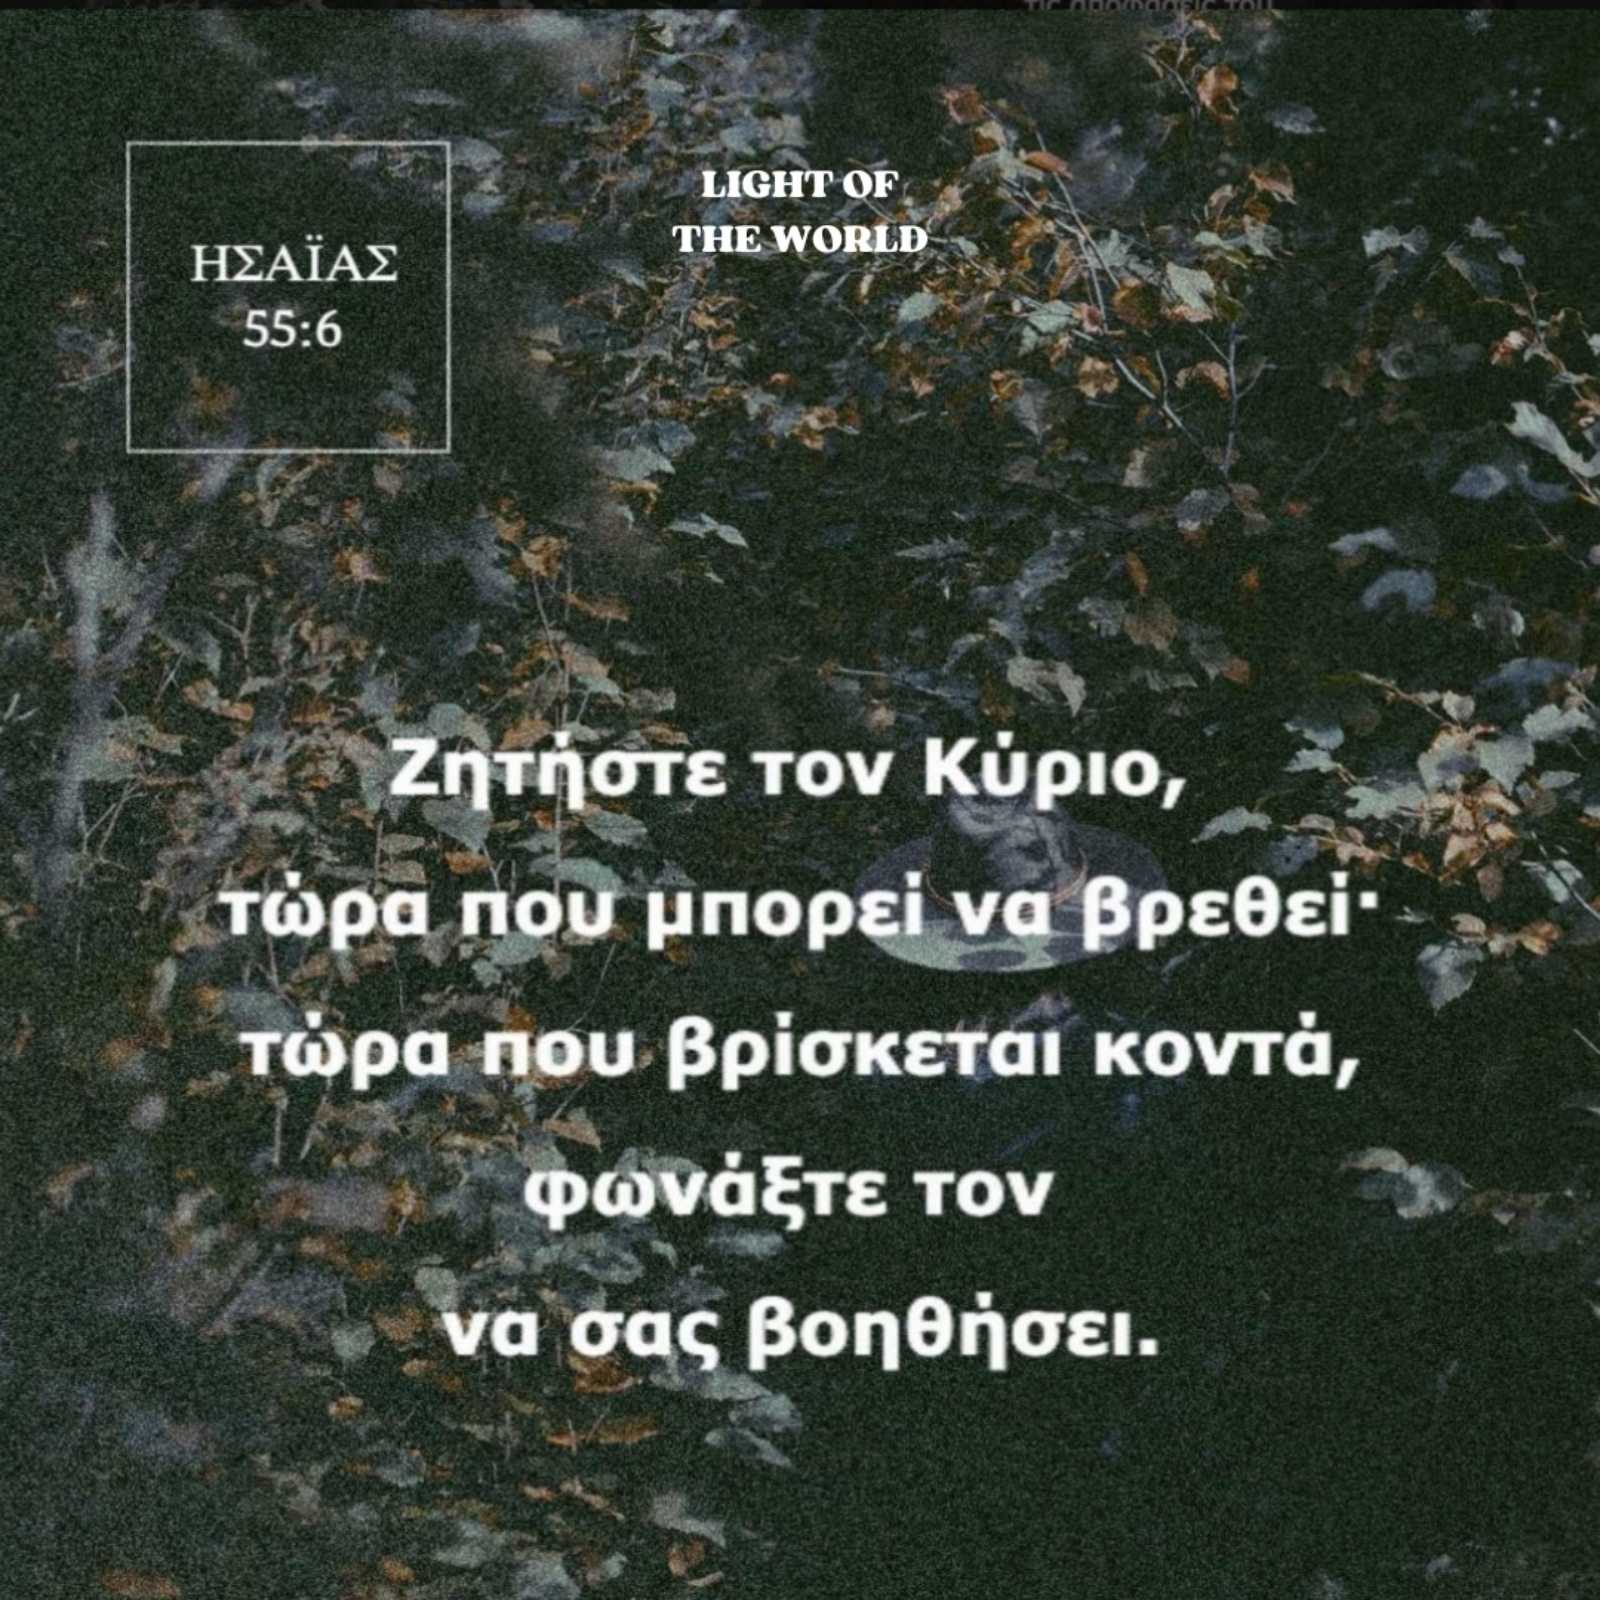 ΗΣΑΪΑΣ
55:6
LIGHT OF
THE WORLD
Ζητήστε τον Κύριο,
τώρα που μπορεί να βρεθεί·
τώρα που βρίσκεται κοντά,
φωνάξτε τον
να σας βοηθήσει.